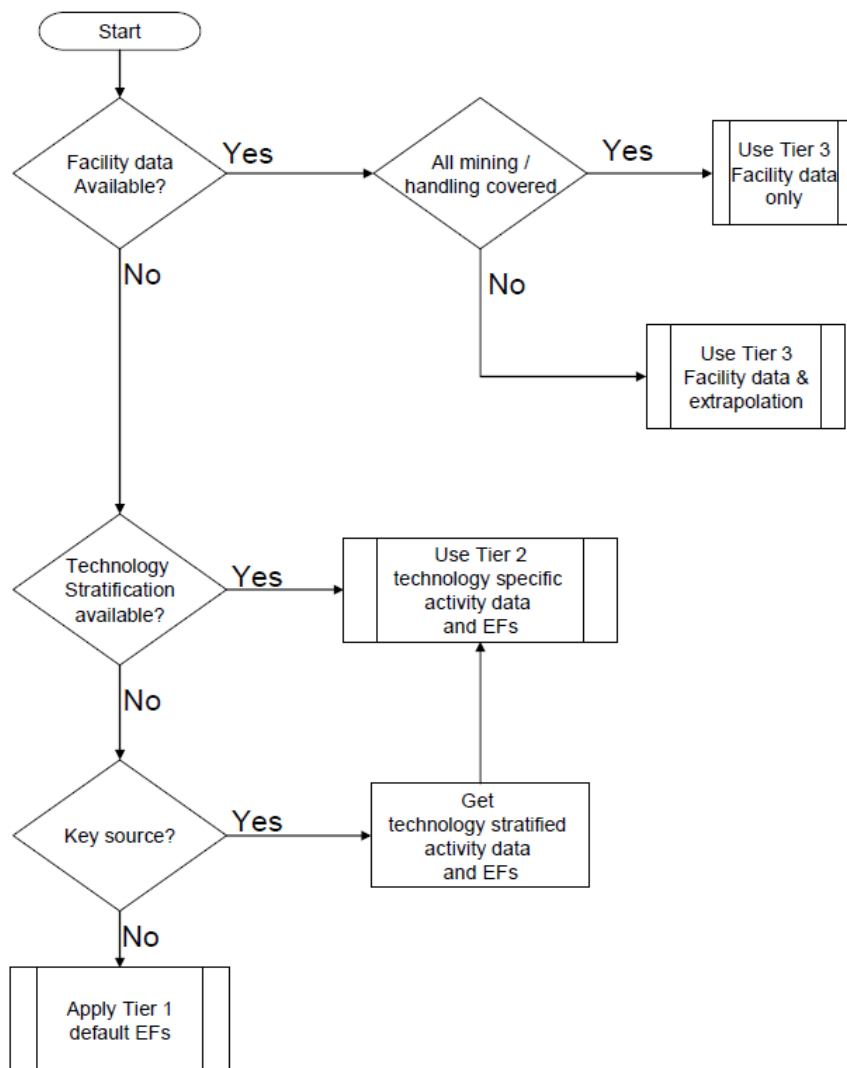 Start
Facility data
Available?
Yes
All mining /
handling covered
Yes
Use Tier 3
Facility data
only
No
No
Use Tier 3
Facility data &
extrapolation
Technology
Stratification
available?
Yes
Use Tier 2
technology specific
activity data
and EFs
No
Key source?
Yes
Get
technology stratified
activity data
and EFs
No
Apply Tier 1
default EFs